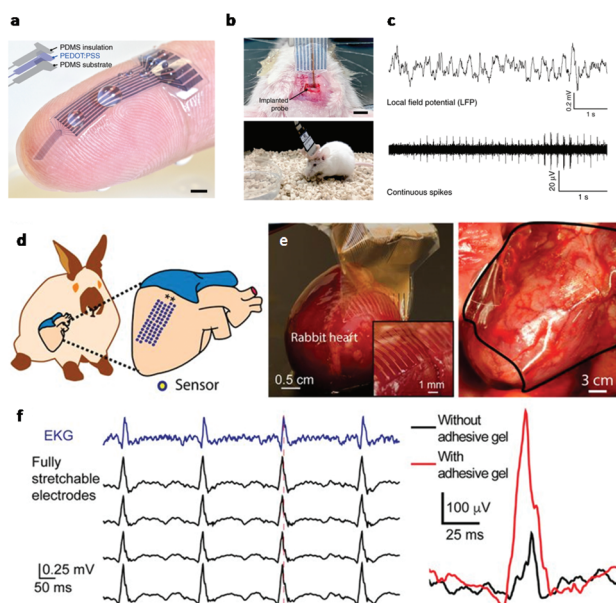 a
PDMS insulation
PEDOT:PSS
PDMS substrate
b
Implanted
probe
c
Local field potential (LFP)
0.2 mV
1 s
Continuous spikes
20 μV
1 s
d
Sensor
e
Rabbit heart
0.5 cm
1 mm
3 cm
f
EKG
Fully
stretchable
electrodes
0.25 mV
50 ms
Without
adhesive gel
With
adhesive gel
100 μV
25 ms